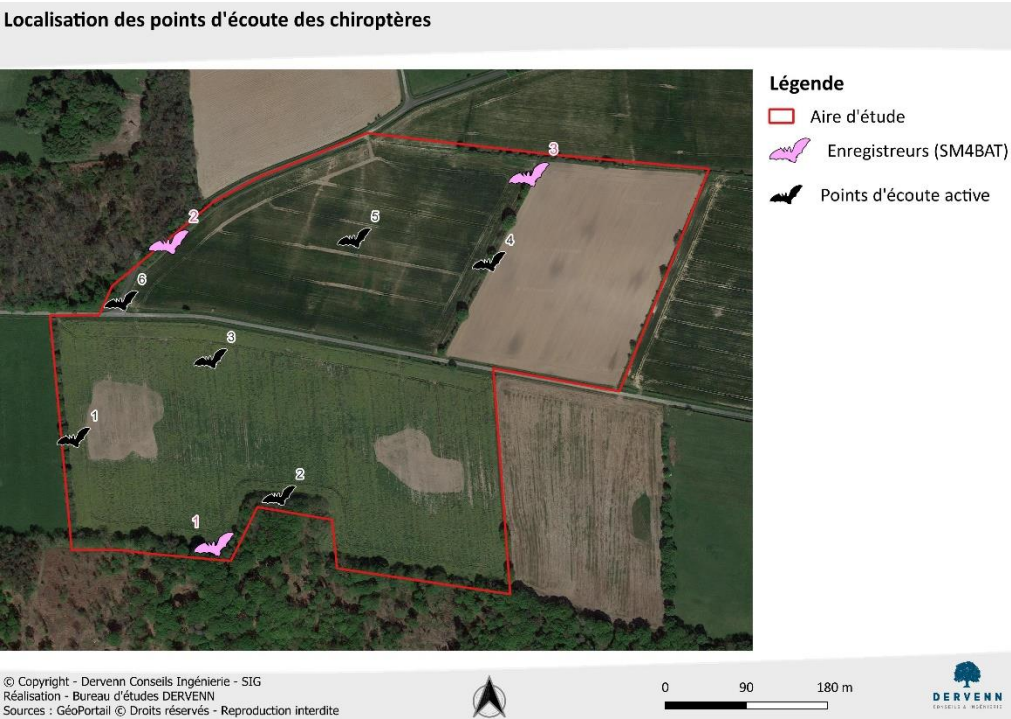 Localisation des points d'écoute des chiroptères
Légende
Aire d'étude
Enregistreurs (SM4BAT)
Points d'écoute active
3
2
5
4
6
3
1
2
1
© Copyright - Dervenn Conseils Ingénierie - SIG
Réalisation - Bureau d'études DERVENN
Sources : GéoPortail © Droits réservés - Reproduction interdite
0 90 180 m
DERVENN
CONSEILS & INGÉNIERIE